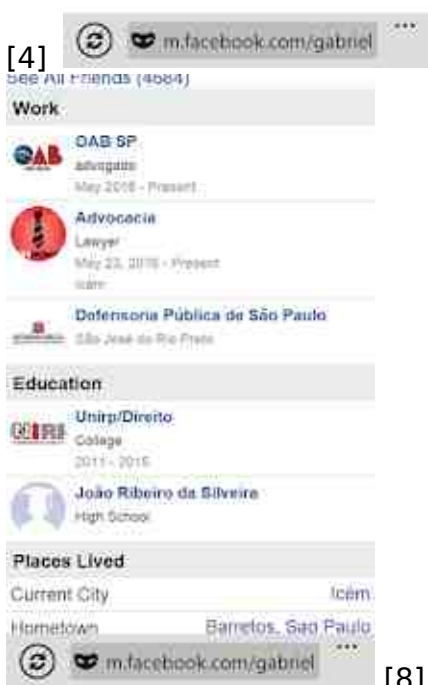 m.facebook.com/gabriel
[4]
See All Friends (4684)
Work
OAB SP
advogado
May 2016 - Present
Advocacia
Lawyer
May 23, 2016 - Present
Icém
Defensoria Pública de São Paulo
São José do Rio Preto
Education
Unirp/Direito
College
2011 - 2015
João Ribeiro da Silveira
High School
Places Lived
Current City Icém
Hometown Barretos, Sao Paulo
m.facebook.com/gabriel
[8]